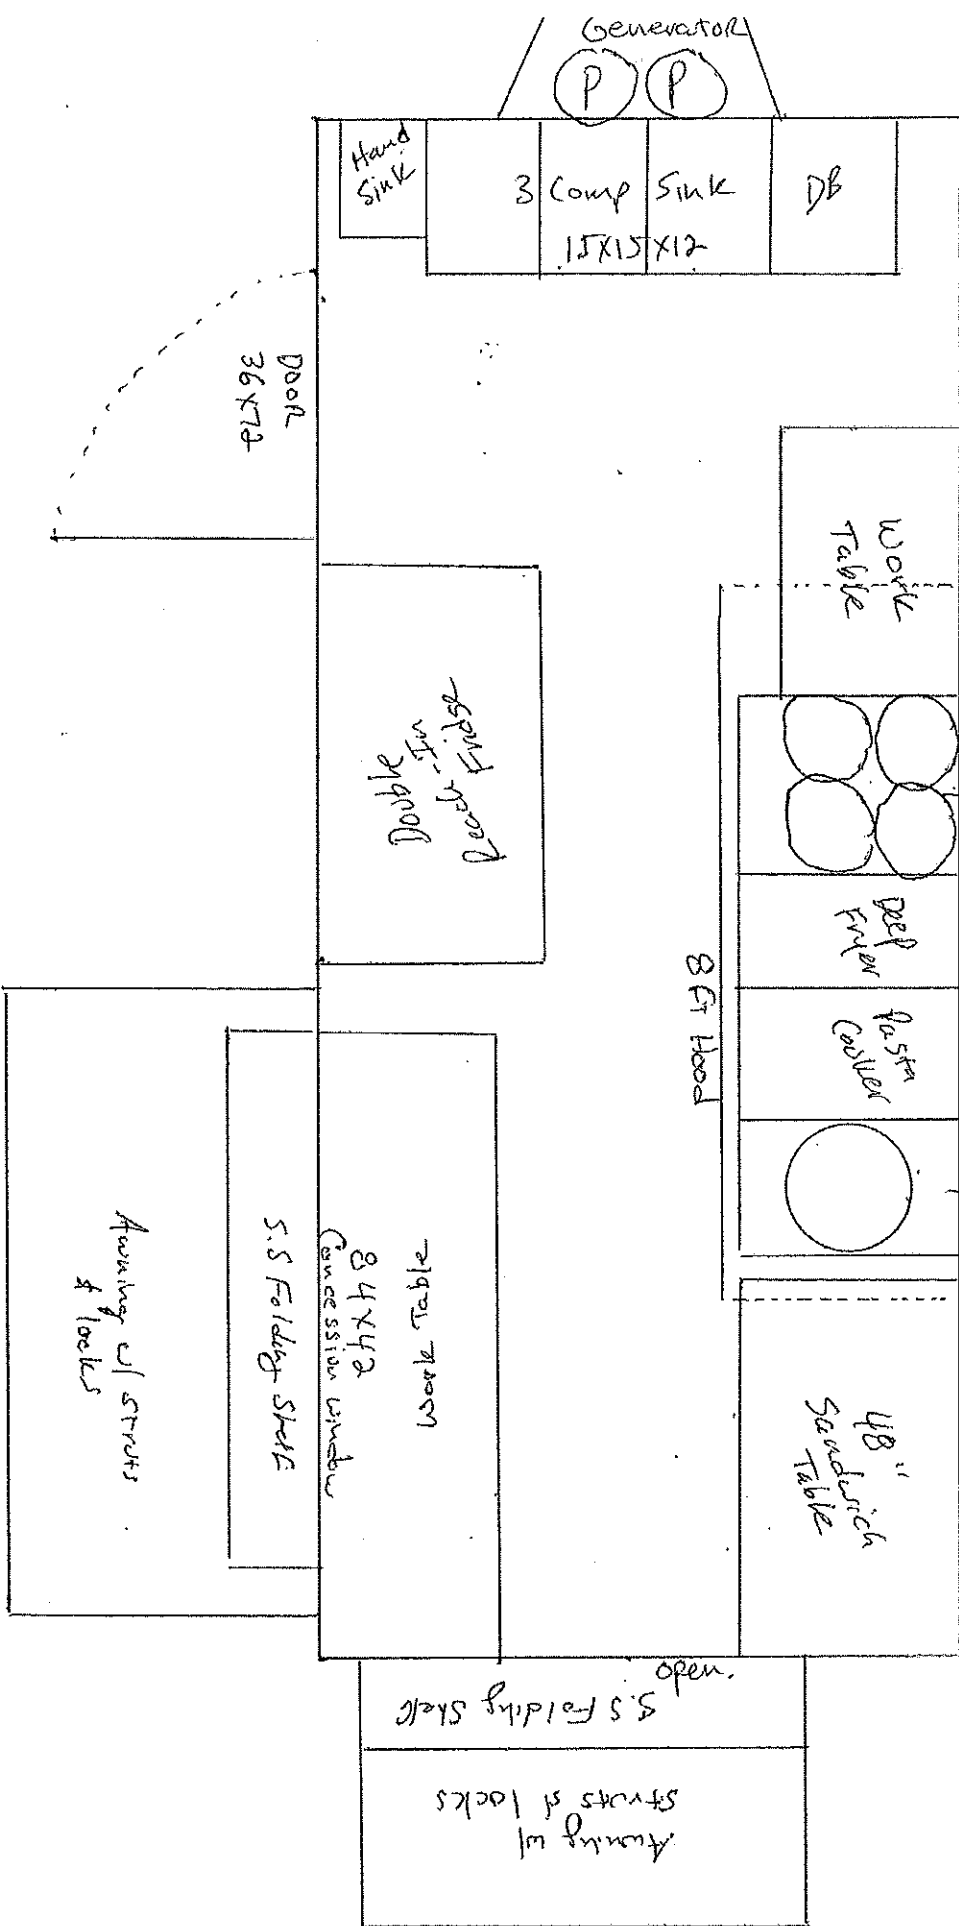 Generator
P P
Hand
Sink
3 Comp Sink
15X15X12
DB
DOOR
36X72
Work
Table
Double
Reach-In
Fridge
Deep
Fryer
Pasta
Cooker
8 Ft Hood
Work Table
84X42
Concession window
S.S Folding Shelf
Awning w/ struts
& locks
48"
Sandwich
Table
open.
S.S Folding Shelf
Awning w/
struts & locks